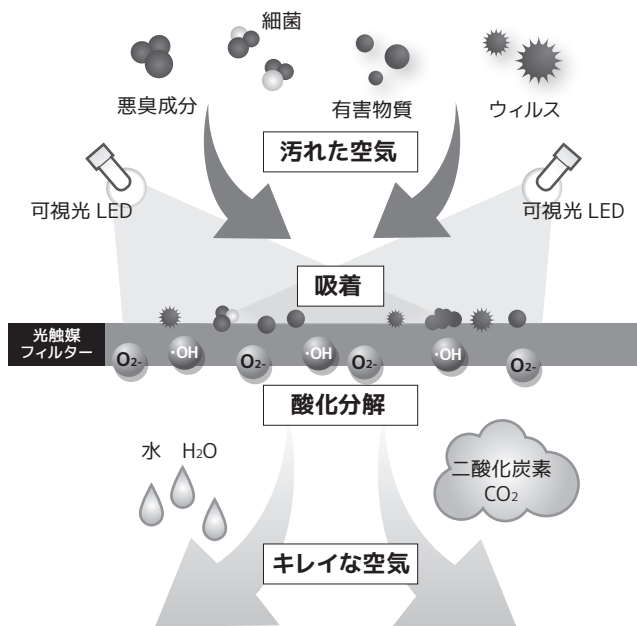 細菌
悪臭成分
有害物質
ウィルス
汚れた空気
可視光 LED
可視光 LED
吸着
光触媒
フィルター
O2-
·OH
O2-
·OH
O2-
·OH
O2-
酸化分解
水 H2O
二酸化炭素
CO2
キレイな空気